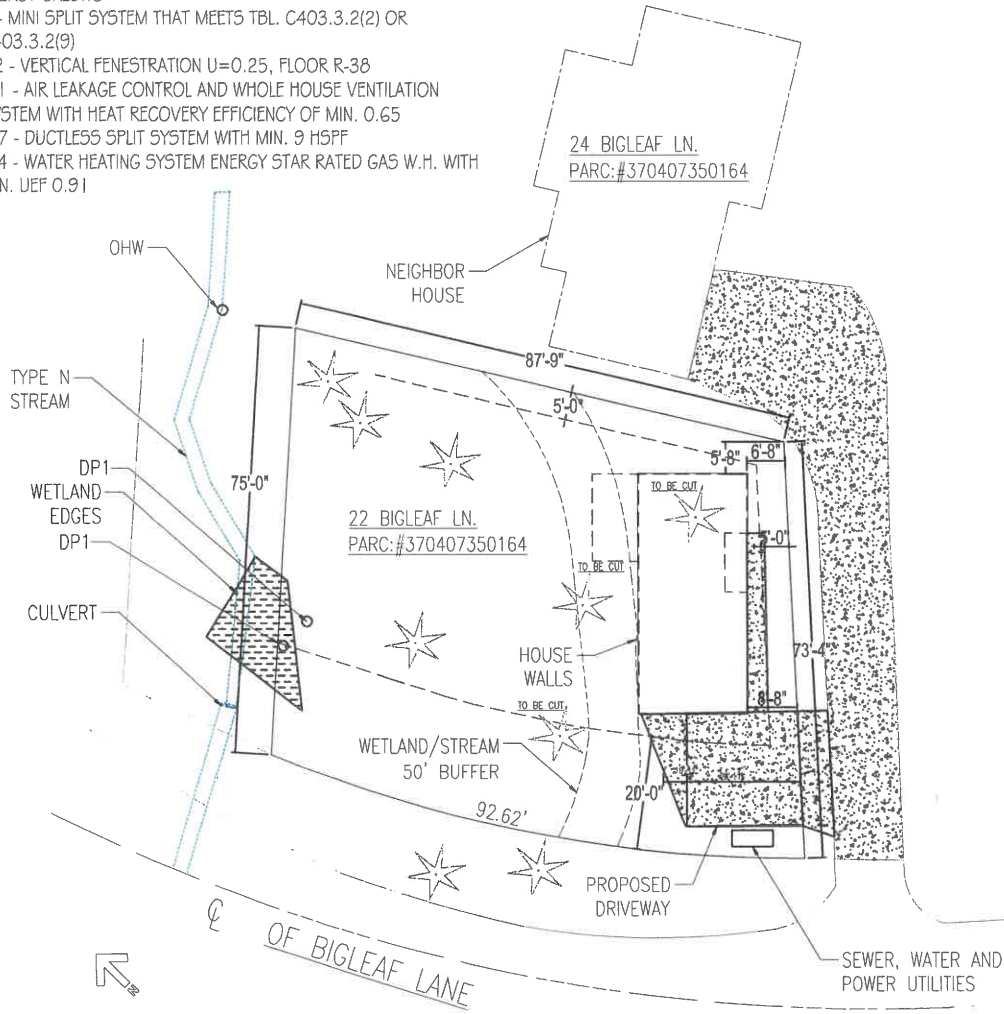 - MINI SPLIT SYSTEM THAT MEETS TBL. C403.3.2(2) OR
03.3.2(9)
2 - VERTICAL FENESTRATION U=0.25, FLOOR R-38
1 - AIR LEAKAGE CONTROL AND WHOLE HOUSE VENTILATION
STEM WITH HEAT RECOVERY EFFICIENCY OF MIN. 0.65
7 - DUCTLESS SPLIT SYSTEM WITH MIN. 9 HSPF
4 - WATER HEATING SYSTEM ENERGY STAR RATED GAS W.H. WITH
N. UEF 0.91
24 BIGLEAF LN.
PARC:#370407350164
OHW
NEIGHBOR
HOUSE
87'-9"
TYPE N
STREAM
5'-0"
5'-8"
6'-8"
DP1
75'-0"
TO BE CUT
WETLAND
EDGES
22 BIGLEAF LN.
PARC:#370407350164
DP1
TO BE CUT
CULVERT
HOUSE
WALLS
73'-4"
TO BE CUT
8'-8"
WETLAND/STREAM
50' BUFFER
20'-0"
92.62'
PROPOSED
DRIVEWAY
℄ OF BIGLEAF LANE
SEWER, WATER AND
POWER UTILITIES
N